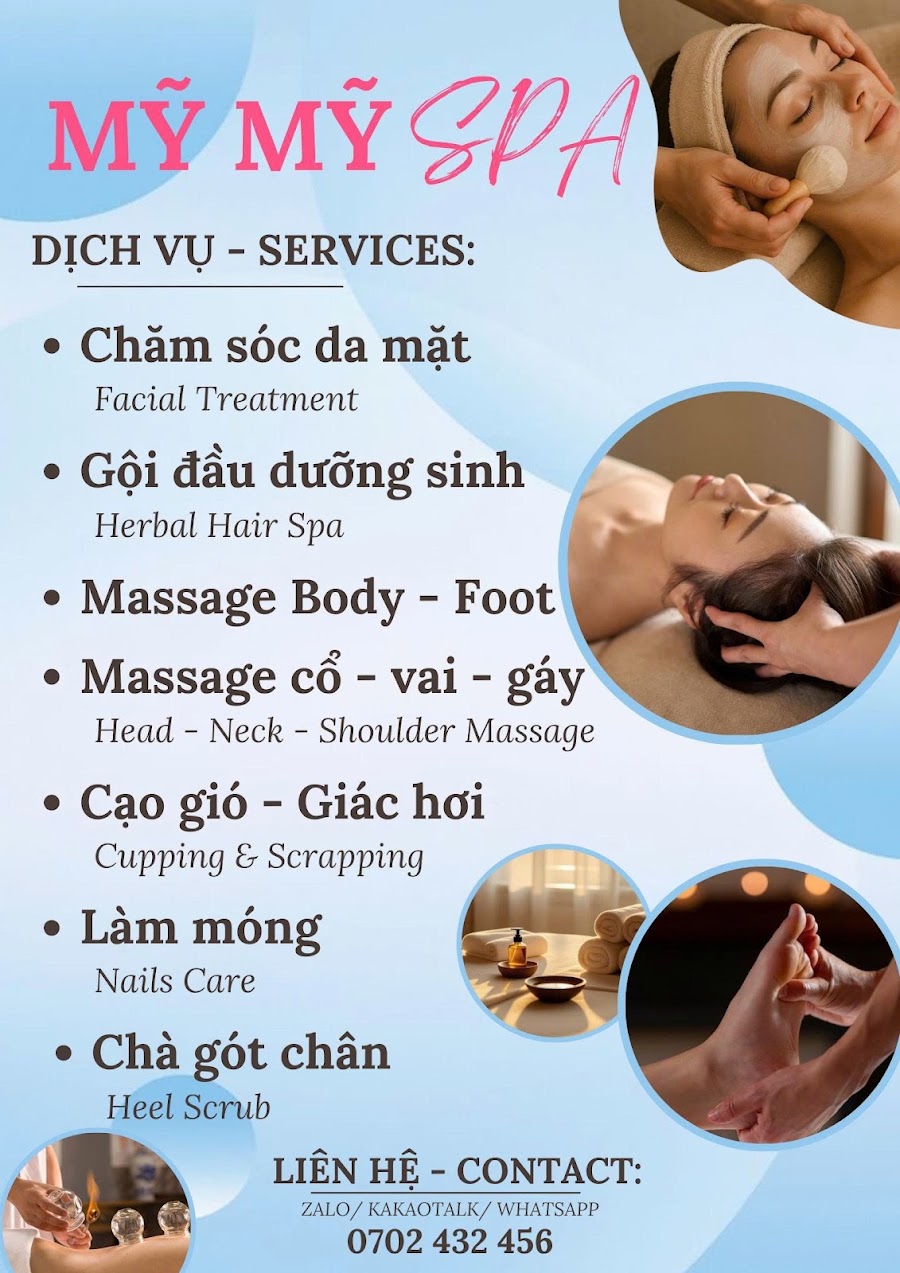 MỸ MỸ SPA
DỊCH VỤ - SERVICES:
• Chăm sóc da mặt
Facial Treatment
• Gội đầu dưỡng sinh
Herbal Hair Spa
• Massage Body - Foot
• Massage cổ - vai - gáy
Head - Neck - Shoulder Massage
• Cạo gió - Giác hơi
Cupping & Scrapping
• Làm móng
Nails Care
• Chà gót chân
Heel Scrub
LIÊN HỆ - CONTACT:
ZALO/ KAKAOTALK/ WHATSAPP
0702 432 456